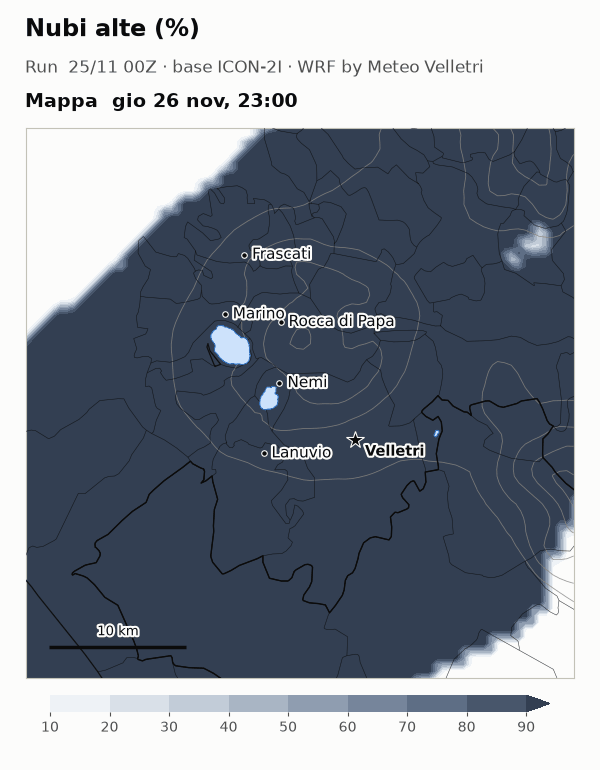 Nubi alte (%)
Run  25/11 00Z · base ICON-2I · WRF by Meteo Velletri
Mappa  gio 26 nov, 23:00
Frascati
Marino
Rocca di Papa
Nemi
Velletri
Lanuvio
10 km
10 20 30 40 50 60 70 80 90